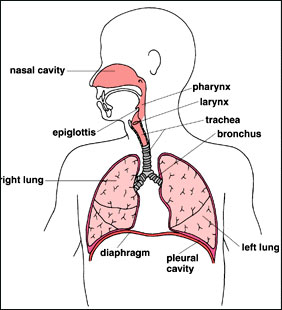 nasal cavity
pharynx
larynx
trachea
epiglottis
bronchus
right lung
diaphragm
pleural
cavity
left lung